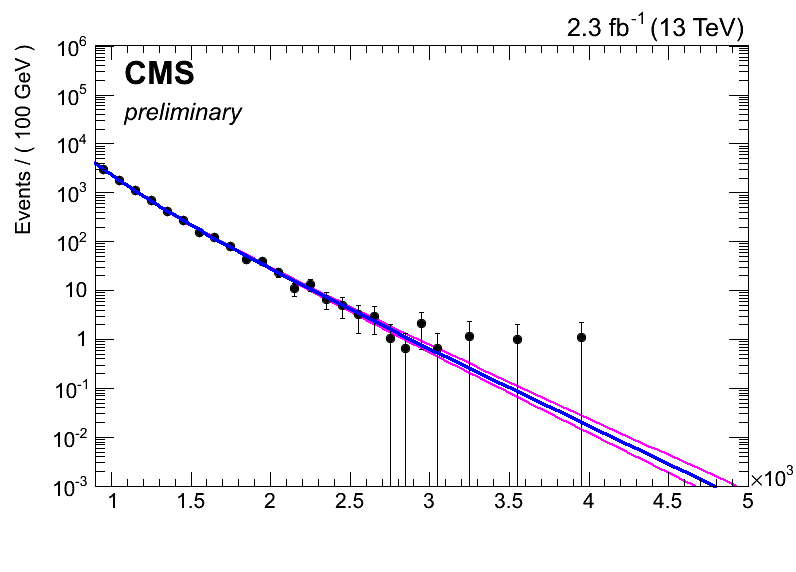 2.3 fb⁻¹ (13 TeV)
CMS
preliminary
Events / ( 100 GeV )
10⁶
10⁵
10⁴
10³
10²
10
1
10⁻¹
10⁻²
10⁻³
1 1.5 2 2.5 3 3.5 4 4.5 5
×10³